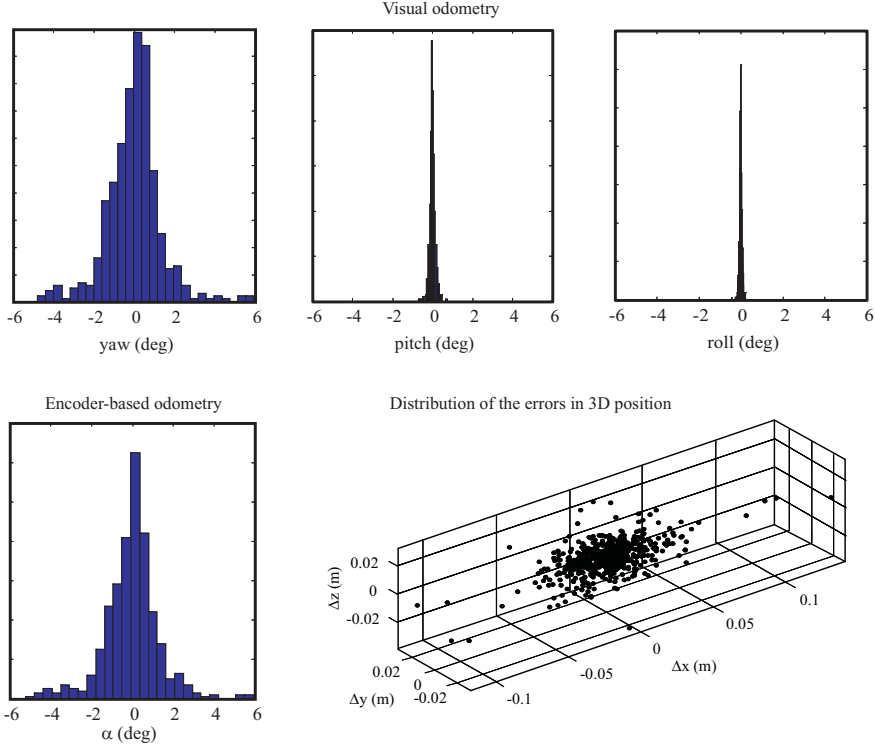 Visual odometry
-6 -4 -2 0 2 4 6
yaw (deg)
-6 -4 -2 0 2 4 6
pitch (deg)
-6 -4 -2 0 2 4 6
roll (deg)
Encoder-based odometry
-6 -4 -2 0 2 4 6
α (deg)
Distribution of the errors in 3D position
0.02
0
-0.02
Δz (m)
0.02
0
-0.02
Δy (m)
-0.1
-0.05
0
0.05
0.1
Δx (m)